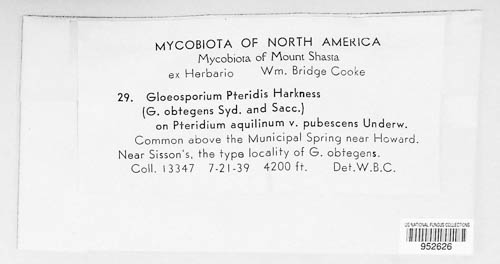 MYCOBIOTA OF NORTH AMERICA
Mycobiota of Mount Shasta
ex Herbario Wm. Bridge Cooke
29. Gloeosporium Pteridis Harkness
(G. obtegens Syd. and Sacc.)
on Pteridium aquilinum v. pubescens Underw.
Common above the Municipal Spring near Howard.
Near Sisson's, the type locality of G. obtegens.
Coll. 13347 7-21-39 4200 ft. Det.W.B.C.
US NATIONAL FUNGUS COLLECTIONS
952626